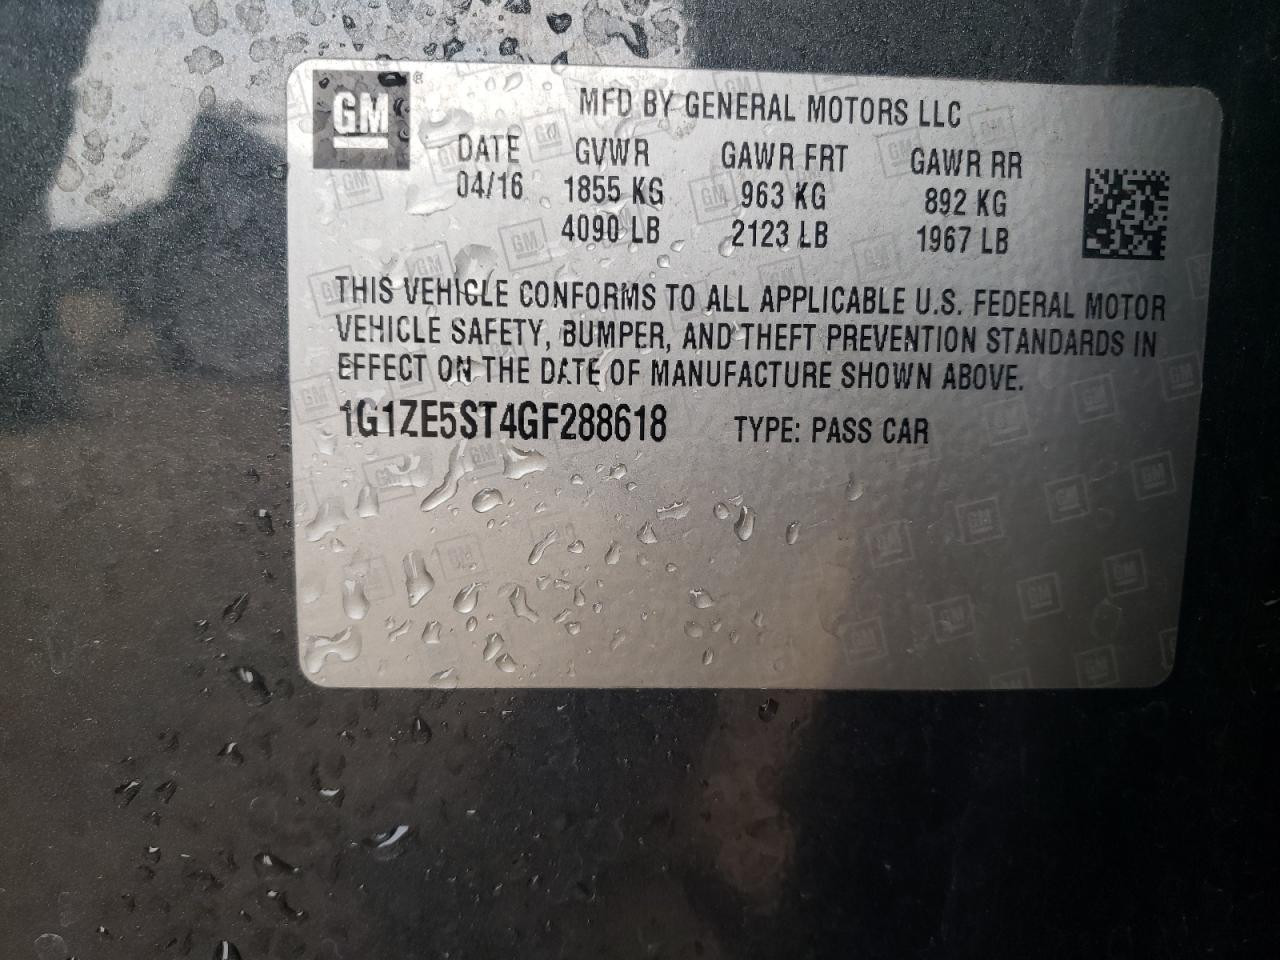 GM ®
MFD BY GENERAL MOTORS LLC
DATE GVWR GAWR FRT GAWR RR
04/16 1855 KG 963 KG 892 KG
4090 LB 2123 LB 1967 LB
THIS VEHICLE CONFORMS TO ALL APPLICABLE U.S. FEDERAL MOTOR
VEHICLE SAFETY, BUMPER, AND THEFT PREVENTION STANDARDS IN
EFFECT ON THE DATE OF MANUFACTURE SHOWN ABOVE.
1G1ZE5ST4GF288618 TYPE: PASS CAR